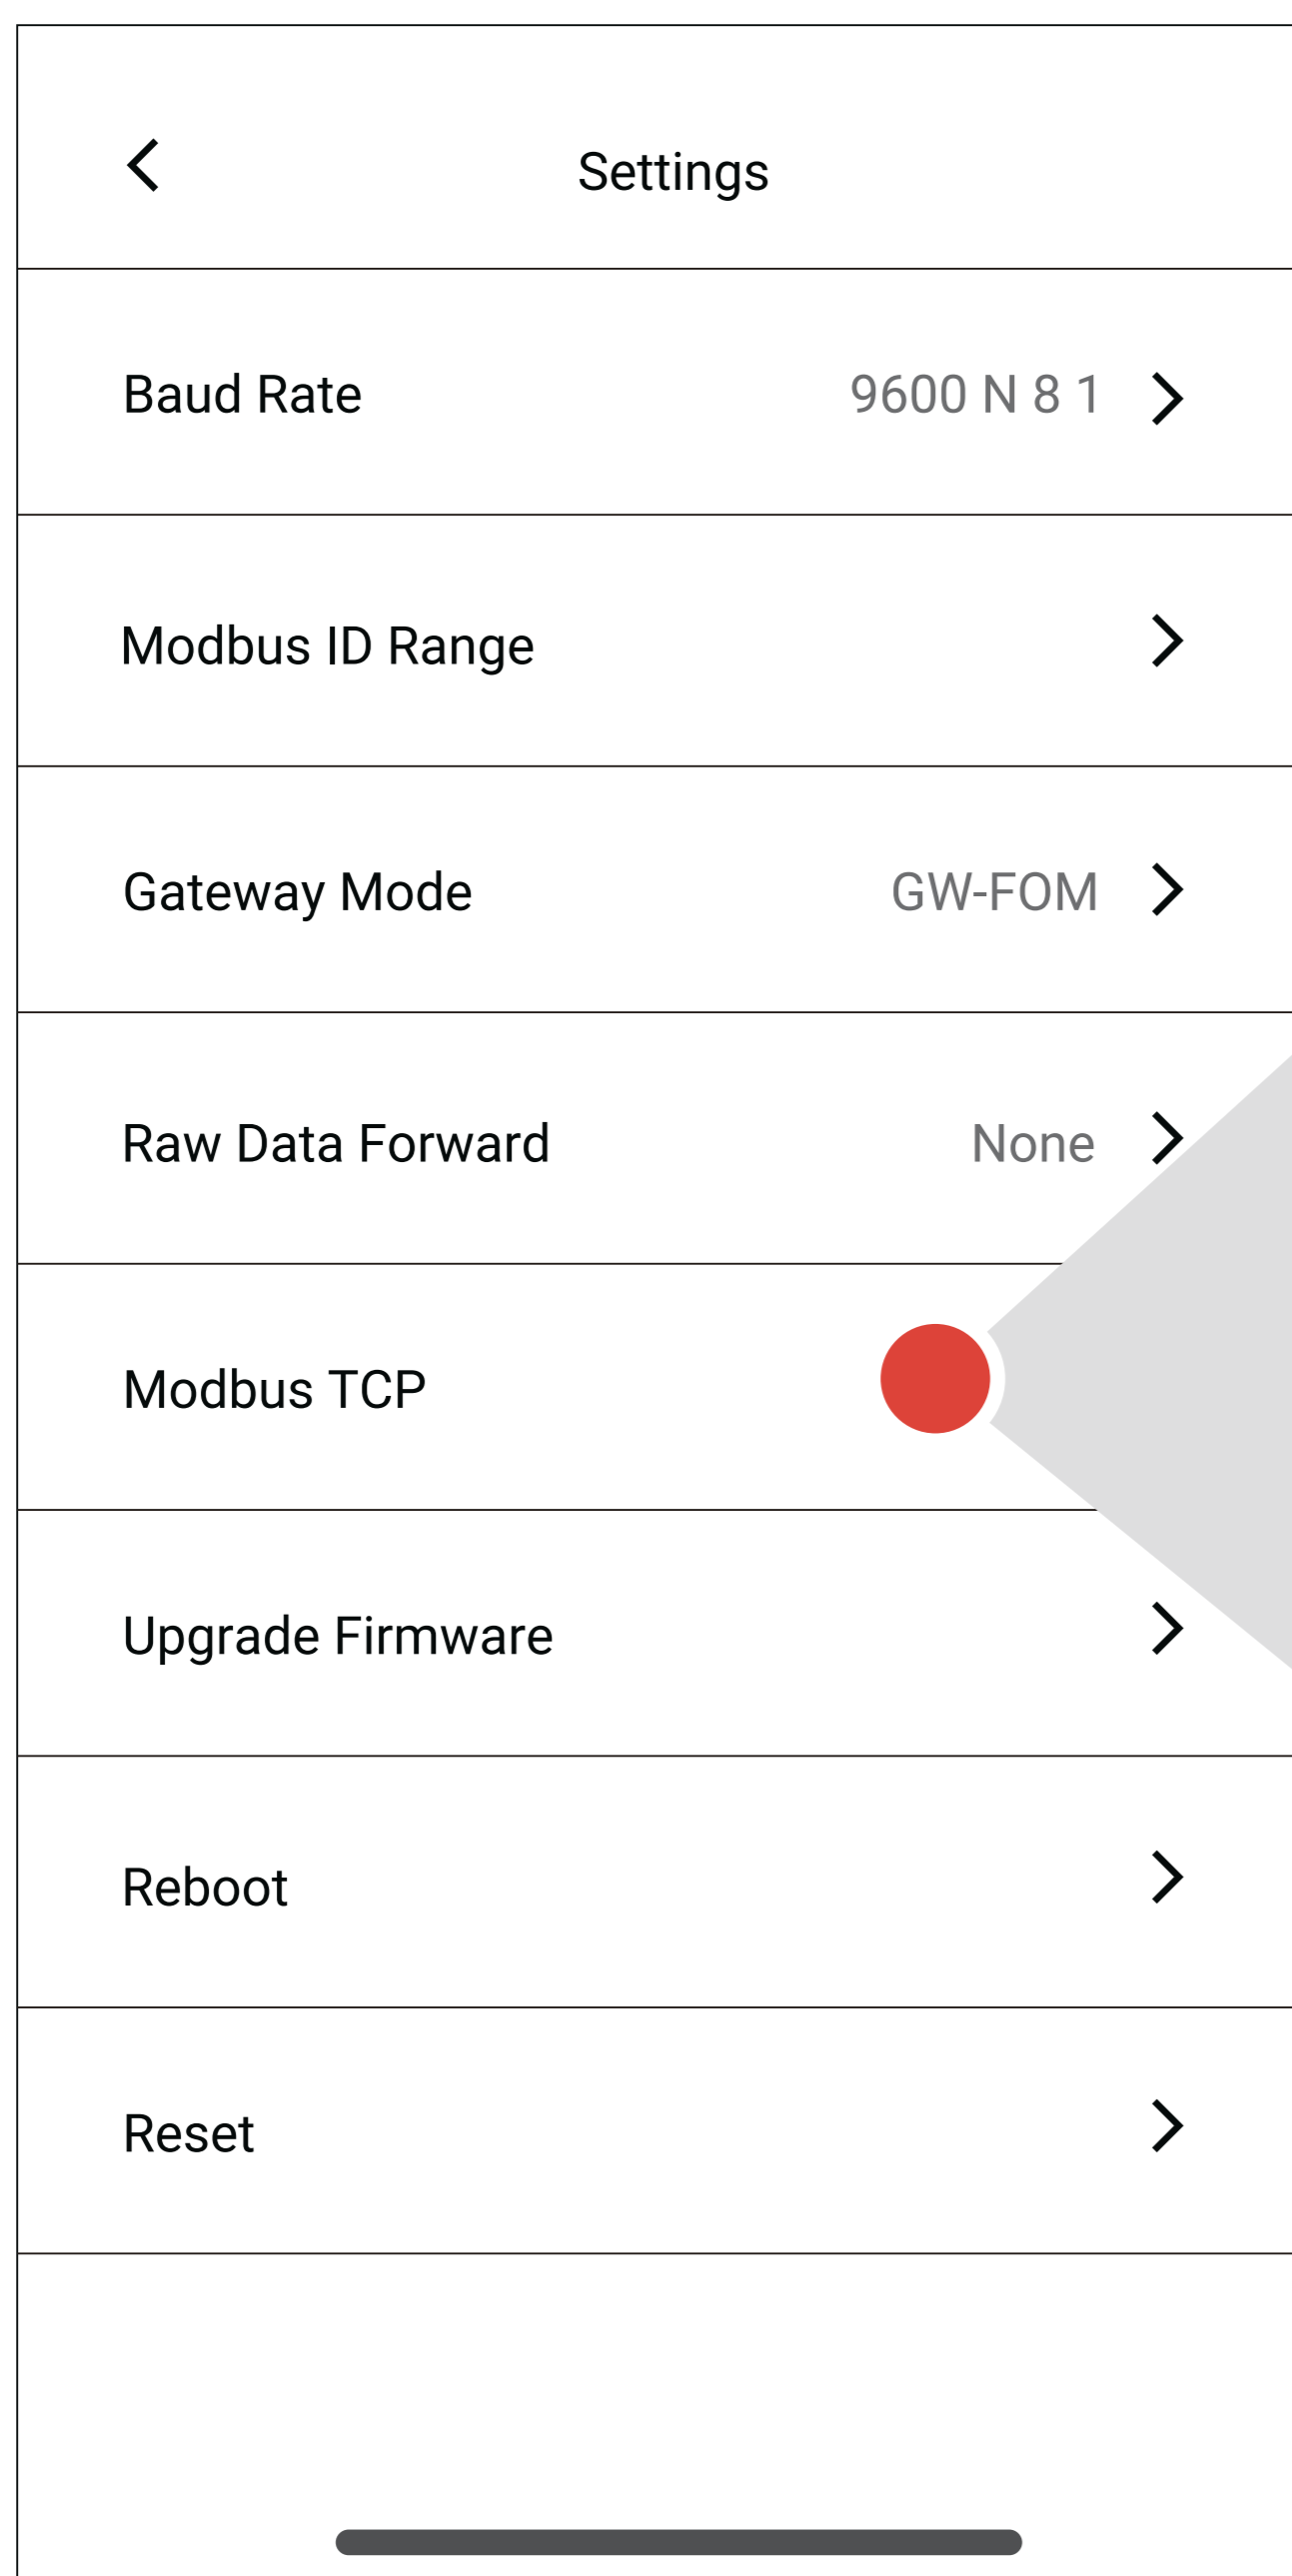 Settings
Baud Rate 9600 N 8 1
Modbus ID Range
Gateway Mode GW-FOM
Raw Data Forward None
Modbus TCP
Upgrade Firmware
Reboot
Reset